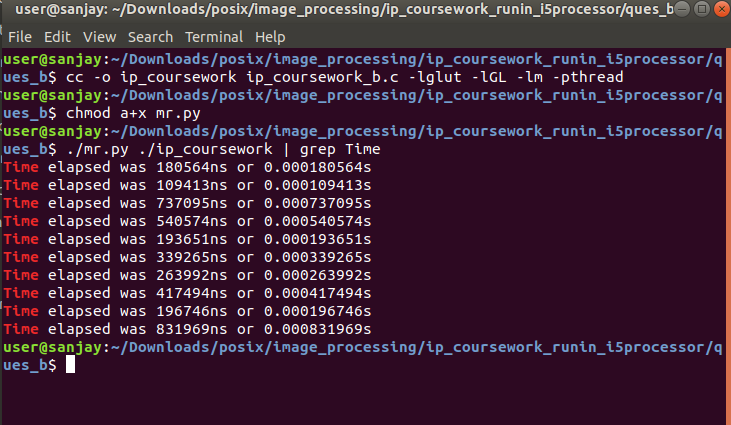 user@sanjay: ~/Downloads/posix/image_processing/ip_coursework_runin_i5processor/ques_b
File Edit View Search Terminal Help
user@sanjay:~/Downloads/posix/image_processing/ip_coursework_runin_i5processor/q
ues_b$ cc -o ip_coursework ip_coursework_b.c -lglut -lGL -lm -pthread
user@sanjay:~/Downloads/posix/image_processing/ip_coursework_runin_i5processor/q
ues_b$ chmod a+x mr.py
user@sanjay:~/Downloads/posix/image_processing/ip_coursework_runin_i5processor/q
ues_b$ ./mr.py ./ip_coursework | grep Time
Time elapsed was 180564ns or 0.000180564s
Time elapsed was 109413ns or 0.000109413s
Time elapsed was 737095ns or 0.000737095s
Time elapsed was 540574ns or 0.000540574s
Time elapsed was 193651ns or 0.000193651s
Time elapsed was 339265ns or 0.000339265s
Time elapsed was 263992ns or 0.000263992s
Time elapsed was 417494ns or 0.000417494s
Time elapsed was 196746ns or 0.000196746s
Time elapsed was 831969ns or 0.000831969s
user@sanjay:~/Downloads/posix/image_processing/ip_coursework_runin_i5processor/q
ues_b$